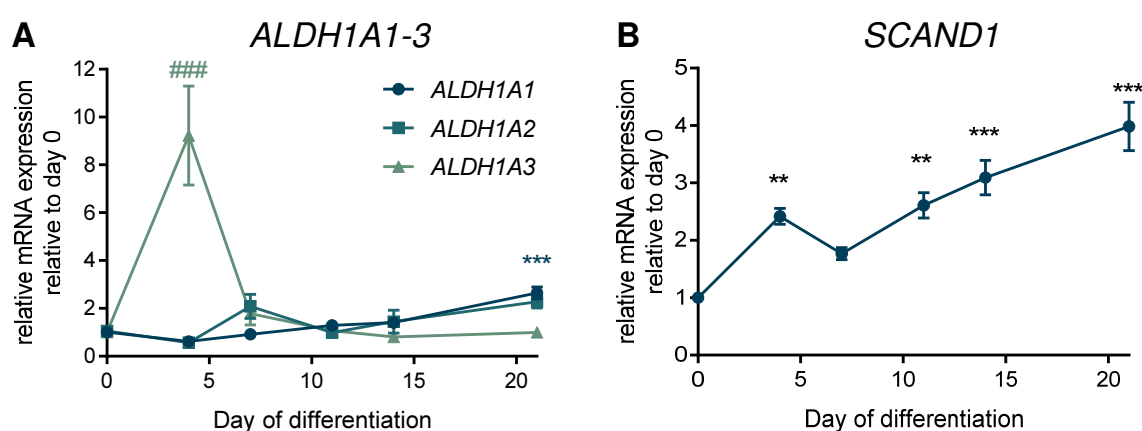 A
ALDH1A1-3
relative mRNA expression
relative to day 0
12
10
8
6
4
2
0
###
***
ALDH1A1
ALDH1A2
ALDH1A3
0 5 10 15 20
Day of differentiation
B
SCAND1
relative mRNA expression
relative to day 0
5
4
3
2
1
0
**
**
***
***
0 5 10 15 20
Day of differentiation